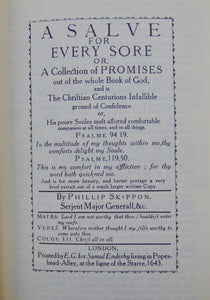 A SALVE
FOR
EVERY SORE
OR,
A Collection of PROMISES
out of the whole Book of God,
and is
The Chriſtian Centurions Infallible
ground of Confidence
or,
His poore Soules moſt aſſured comfortable
companion at all times, and in all things.
PSALME 94 19.
In the multitude of my thoughts within me, thy
comforts delight my Soule.
PSALME, 119.50.
This is my comfort in my affliction ; for thy
word hath quickned me.
And is for more brevity, and better portage a very
brief extract out of a much larger written Copy.
By PHILLIP SKIPPON,
Serjent Major Generall, &c.
MAT.8.8. Lord I am not worthy that thou ſhouldeſt enter
my roofe.
VERS.7. Wherefore neither thought I my ſelfe worthy to
come unto thee.
COLOS. 3.11. Chriſt all in all.
LONDON,
Printed by E. G. for Samuel Enderby living in Popes-
head-Alley, at the ſigne of the Starre, 1643.